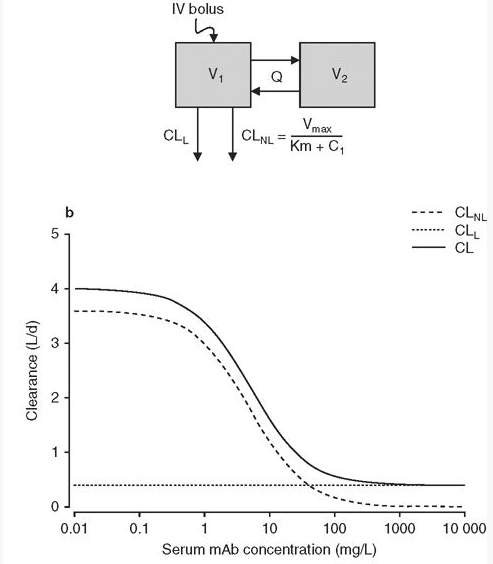 IV bolus
V1
Q
V2
CLL
CLNL = Vmax
Km + C1
b
CLNL
CLL
CL
5
4
3
2
1
0
Clearance (L/d)
0.01 0.1 1 10 100 1000 10 000
Serum mAb concentration (mg/L)